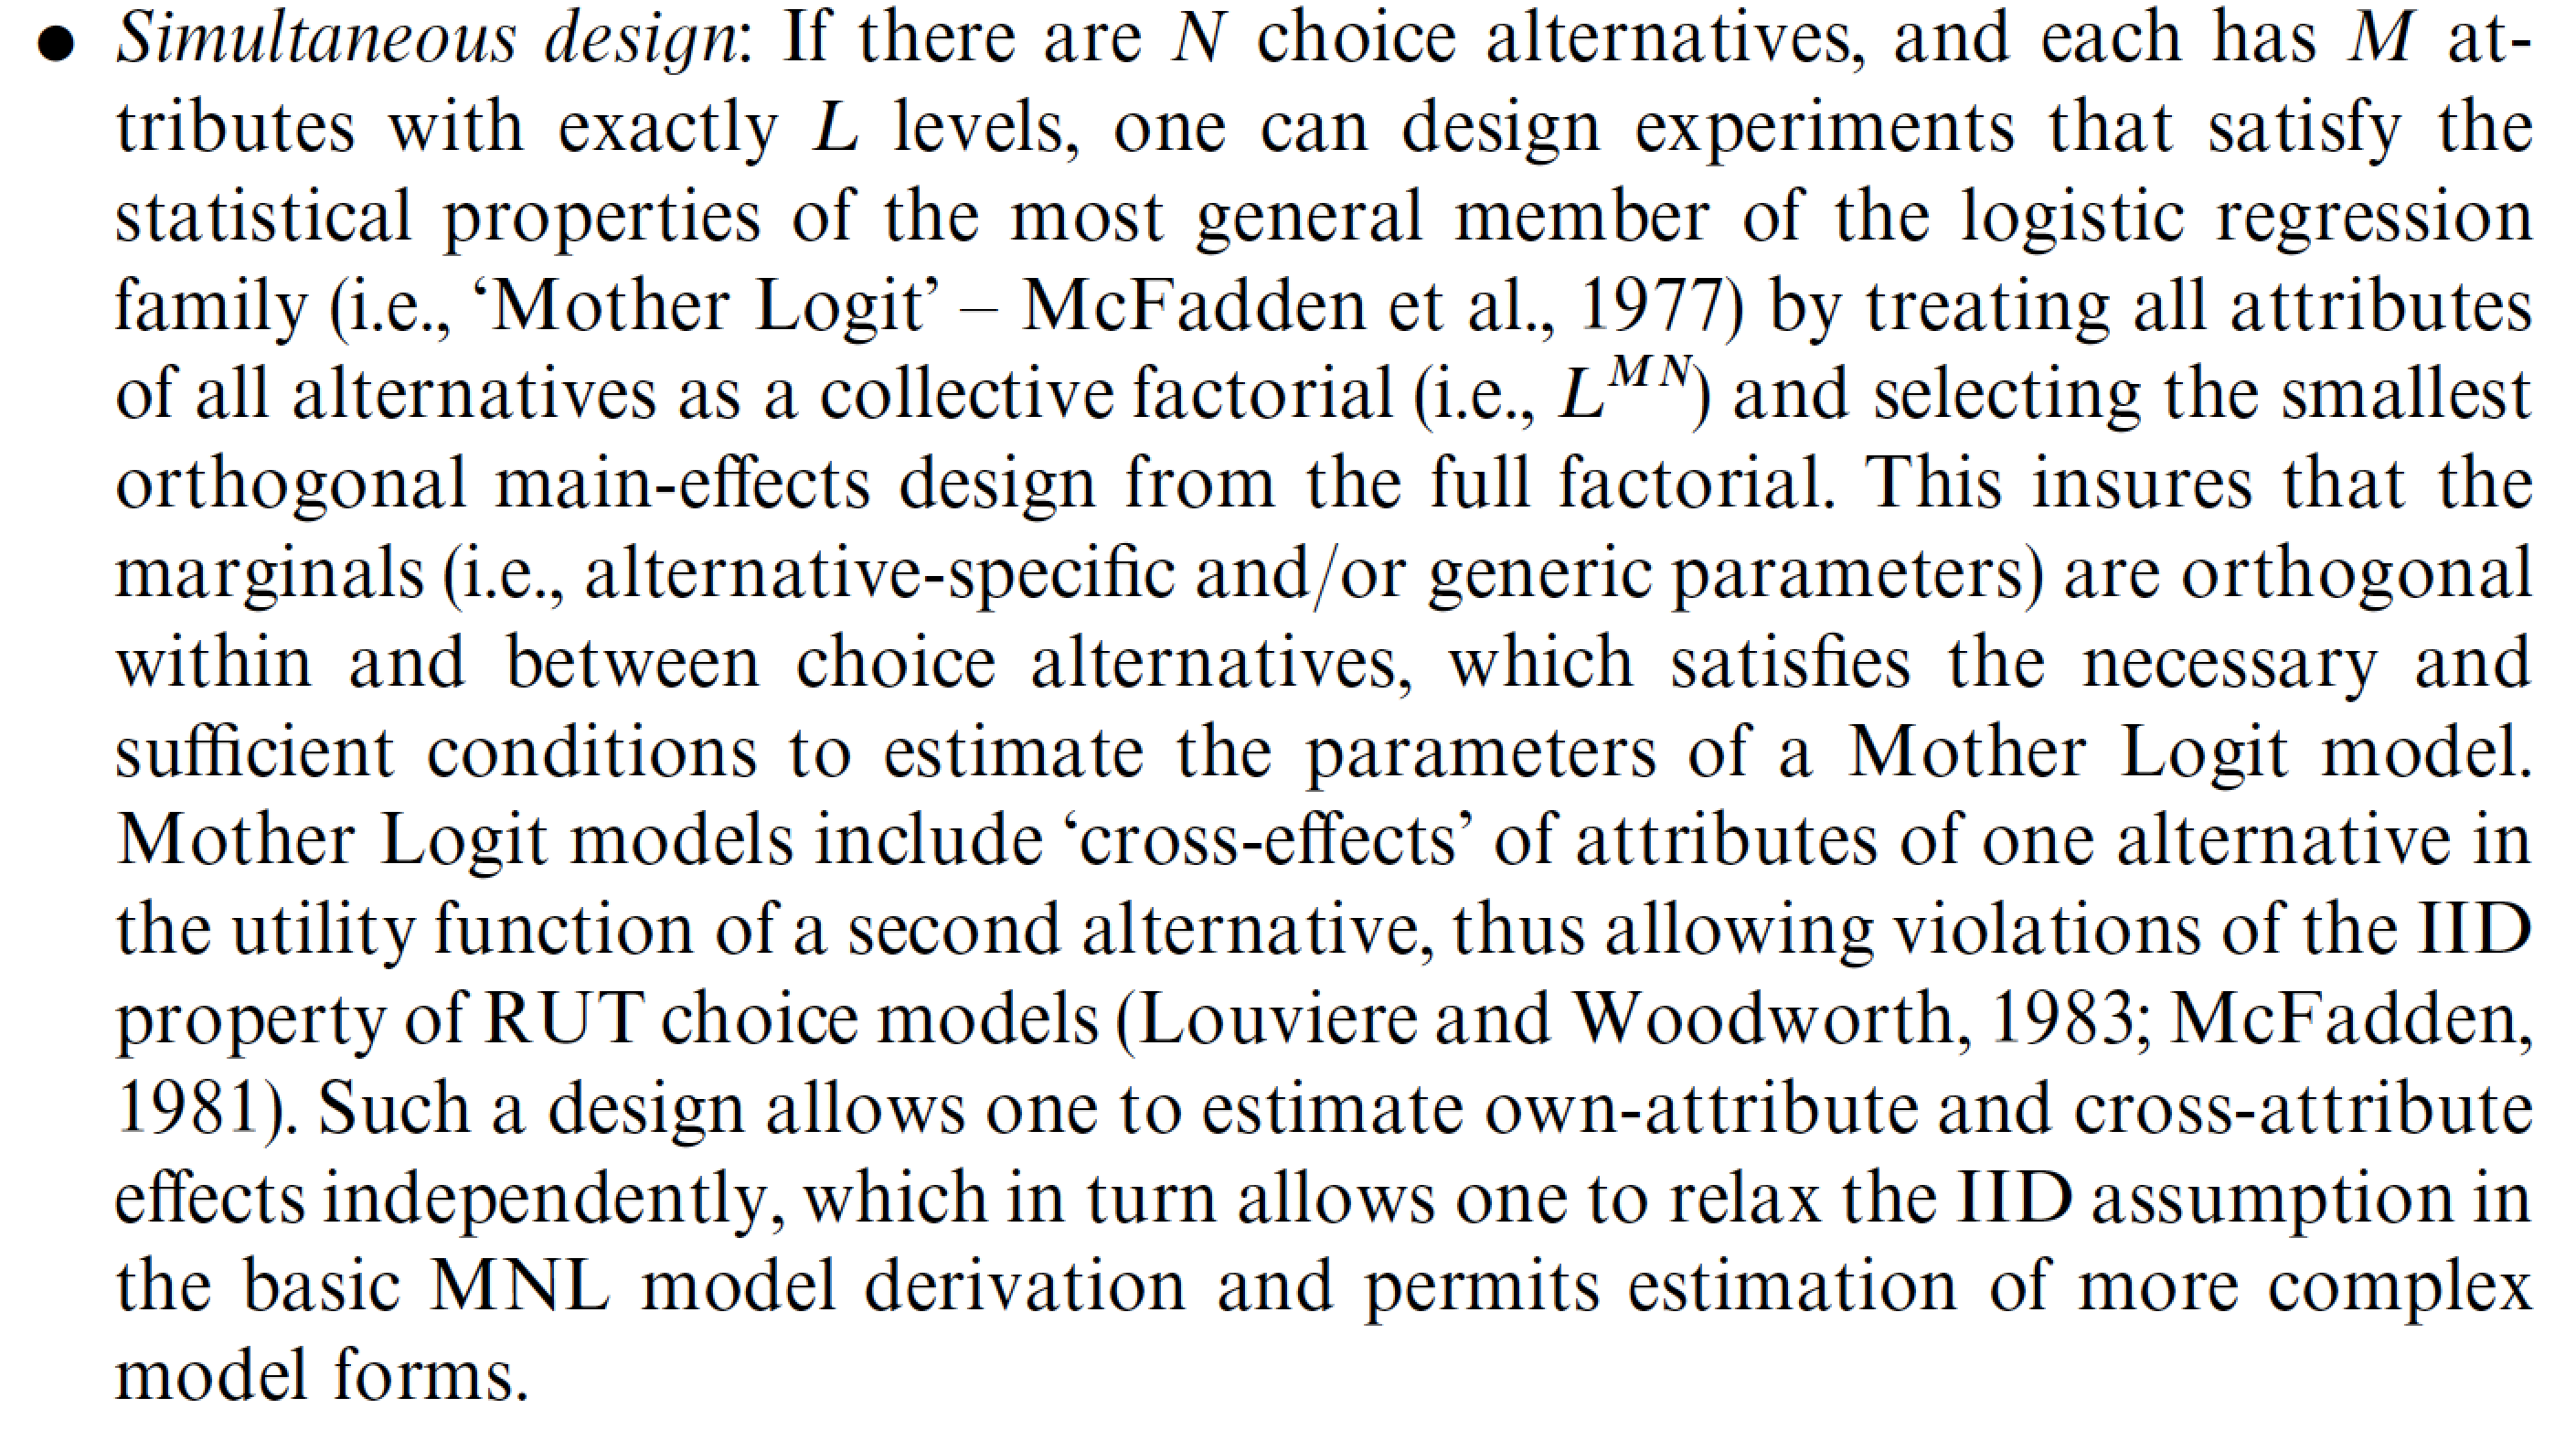 ● Simultaneous design: If there are N choice alternatives, and each has M at-
tributes with exactly L levels, one can design experiments that satisfy the
statistical properties of the most general member of the logistic regression
family (i.e., ‘Mother Logit’ – McFadden et al., 1977) by treating all attributes
of all alternatives as a collective factorial (i.e., L^{MN}) and selecting the smallest
orthogonal main-effects design from the full factorial. This insures that the
marginals (i.e., alternative-specific and/or generic parameters) are orthogonal
within and between choice alternatives, which satisfies the necessary and
sufficient conditions to estimate the parameters of a Mother Logit model.
Mother Logit models include ‘cross-effects’ of attributes of one alternative in
the utility function of a second alternative, thus allowing violations of the IID
property of RUT choice models (Louviere and Woodworth, 1983; McFadden,
1981). Such a design allows one to estimate own-attribute and cross-attribute
effects independently, which in turn allows one to relax the IID assumption in
the basic MNL model derivation and permits estimation of more complex
model forms.